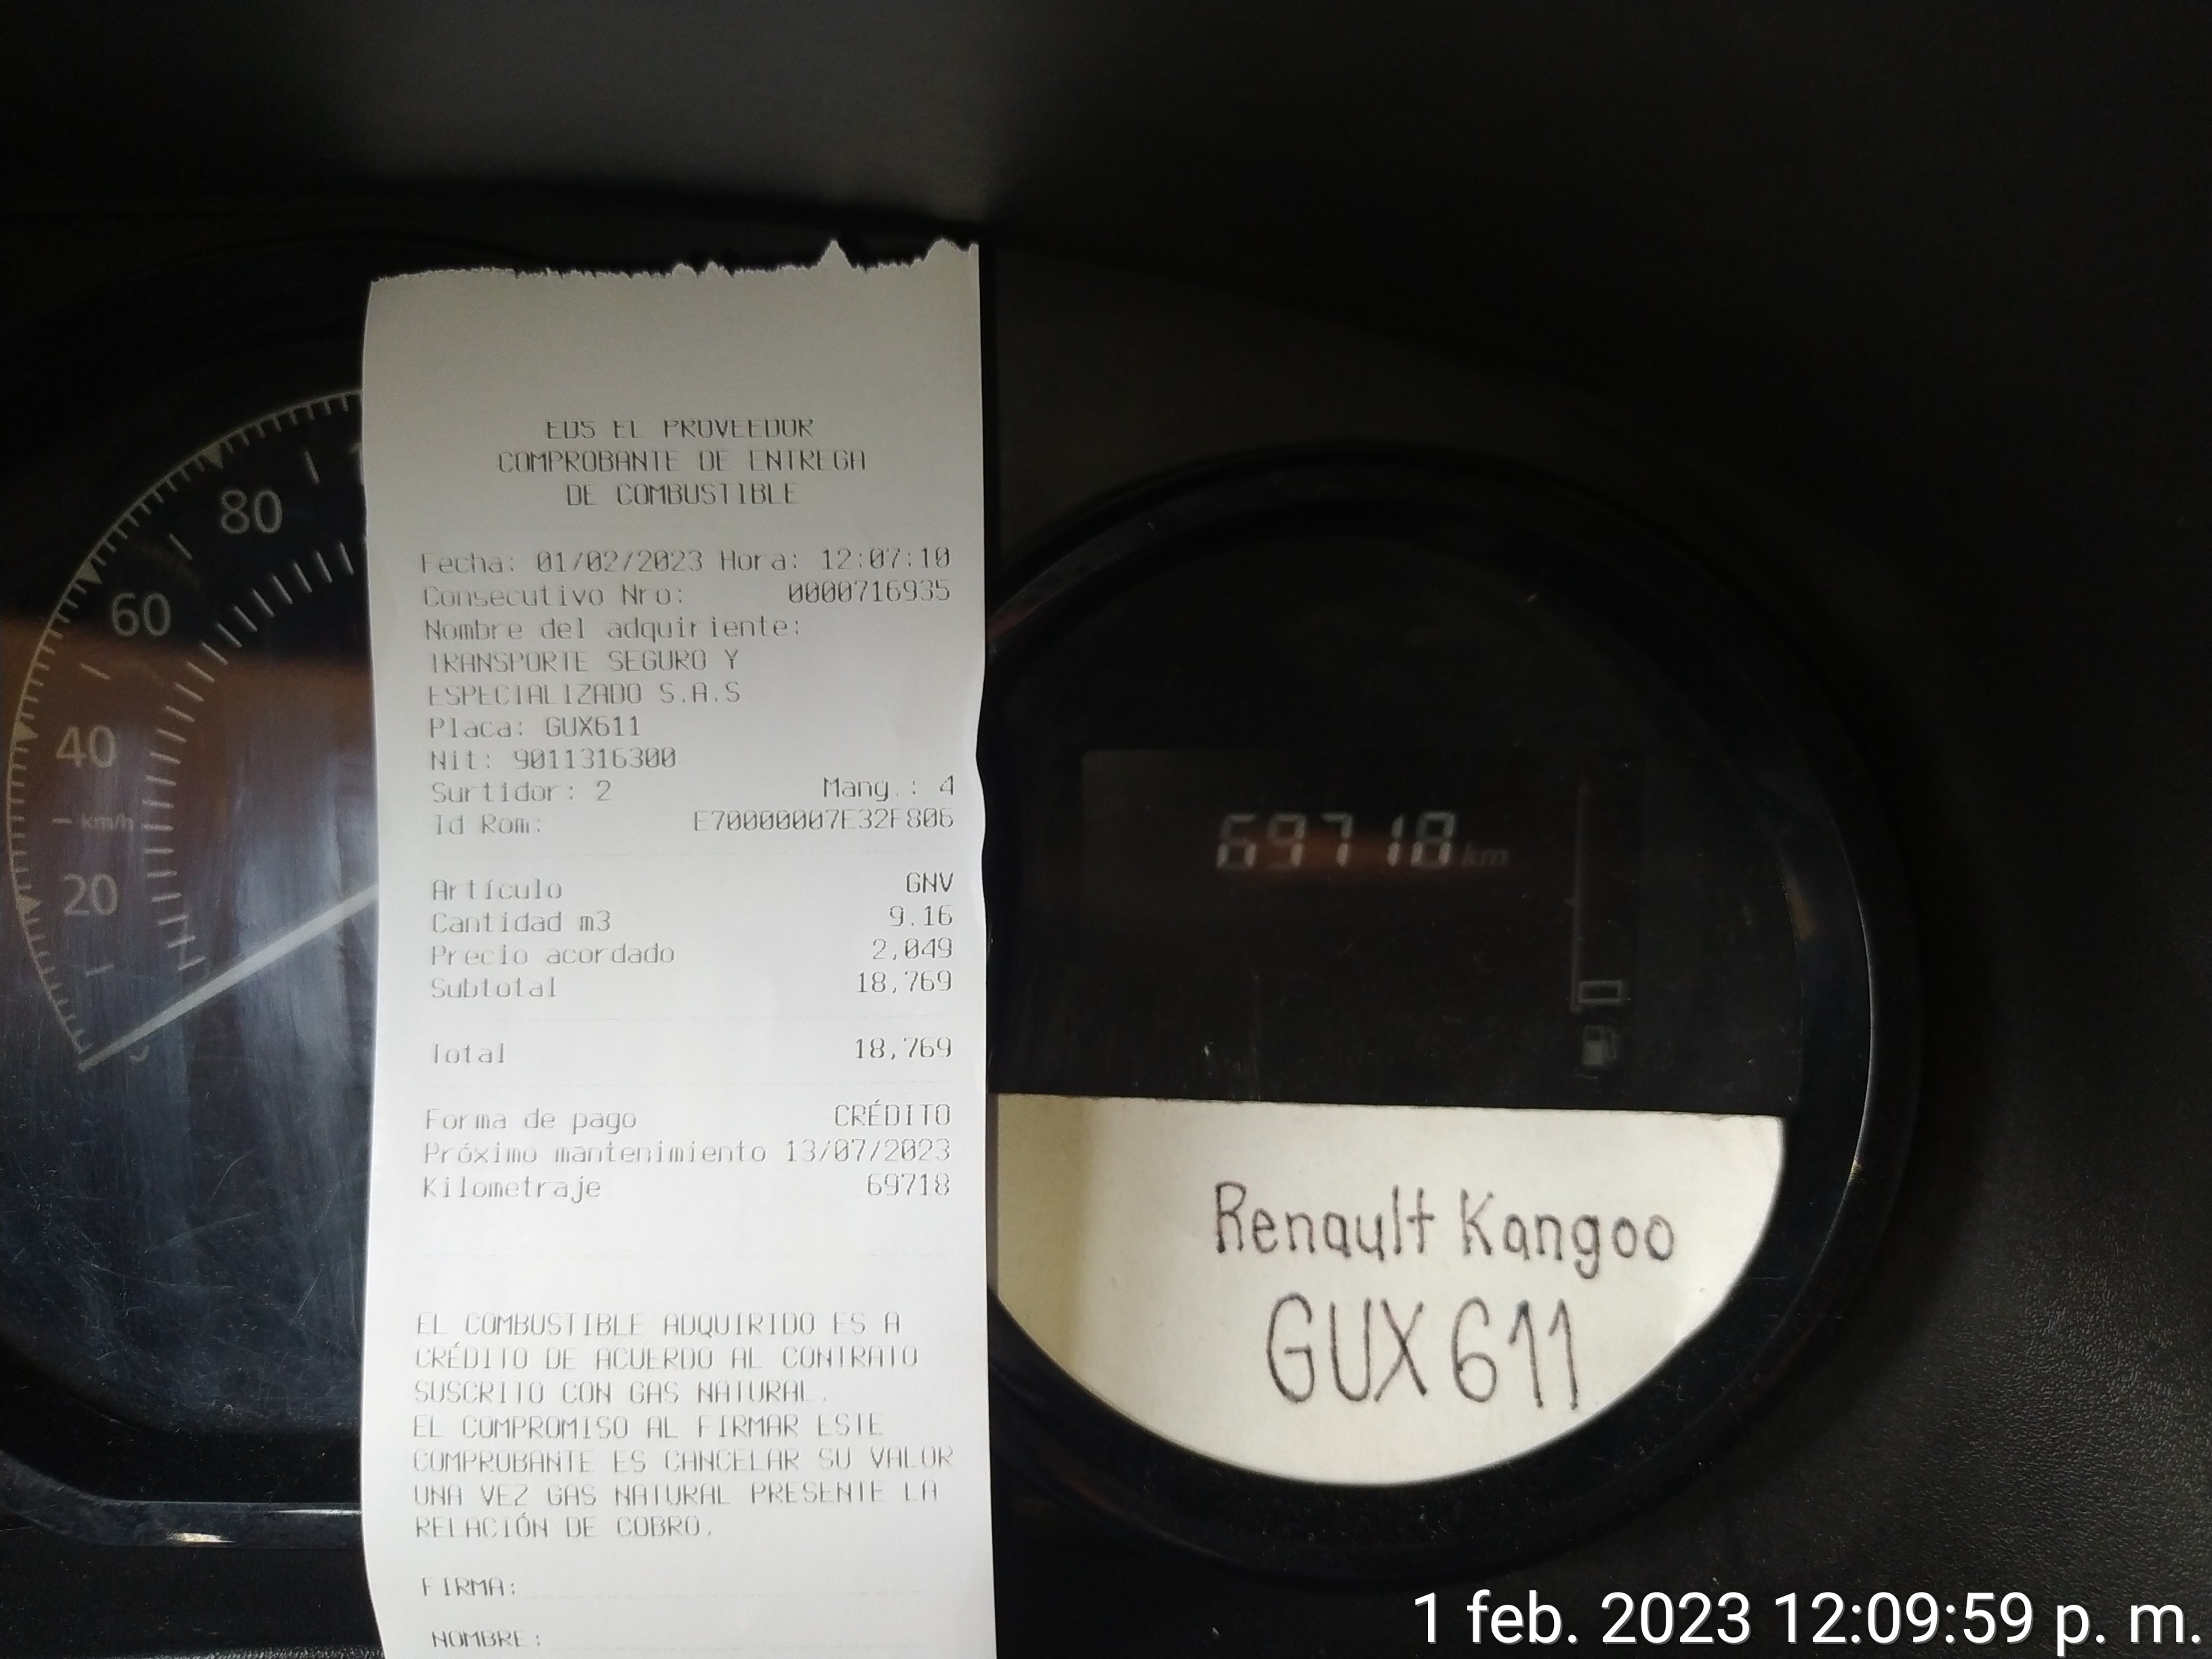 EDS EL PROVEEDOR
COMPROBANTE DE ENTREGA
DE COMBUSTIBLE
Fecha: 01/02/2023 Hora: 12:07:10
Consecutivo Nro: 0000716935
Nombre del adquiriente:
TRANSPORTE SEGURO Y
ESPECIALIZADO S.A.S
Placa: GUX611
Nit: 9011316300
Surtidor: 2 Mang.: 4
Id Rom: E70000007E32F806
Artículo GNV
Cantidad m3 9.16
Precio acordado 2,049
Subtotal 18,769
Total 18,769
Forma de pago CRÉDITO
Próximo mantenimiento 13/07/2023
Kilometraje 69718
EL COMBUSTIBLE ADQUIRIDO ES A
CRÉDITO DE ACUERDO AL CONTRATO
SUSCRITO CON GAS NATURAL.
EL COMPROMISO AL FIRMAR ESTE
COMPROBANTE ES CANCELAR SU VALOR
UNA VEZ GAS NATURAL PRESENTE LA
RELACIÓN DE COBRO.
FIRMA:
NOMBRE:
80
60
40
km/h
20
69718 km
Renault Kangoo
GUX 611
1 feb. 2023 12:09:59 p. m.